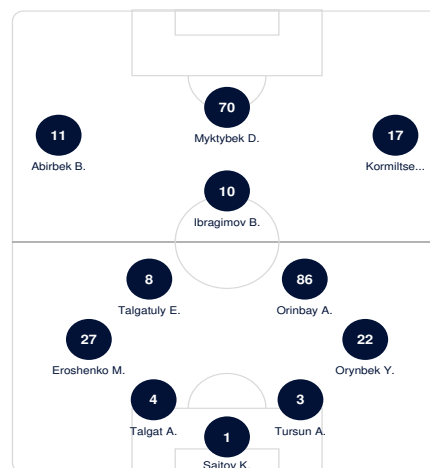 70
Myktybek D.
11
Abirbek B.
17
Kormiltse...
10
Ibragimov B.
8
Talgatuly E.
86
Orinbay A.
27
Eroshenko M.
22
Orynbek Y.
4
Talgat A.
3
Tursun A.
1
Saitov K.